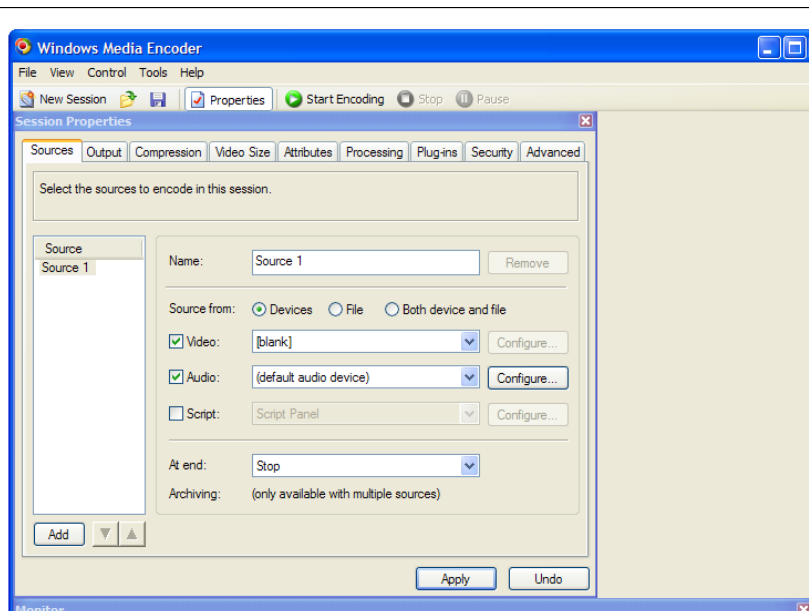 Windows Media Encoder
File View Control Tools Help
New Session Properties Start Encoding Stop Pause
Session Properties
Sources Output Compression Video Size Attributes Processing Plug-ins Security Advanced
Select the sources to encode in this session.
Source
Source 1
Name: Source 1 Remove
Source from: Devices File Both device and file
Video: [blank] Configure...
Audio: (default audio device) Configure...
Script: Script Panel Configure...
At end: Stop
Archiving: (only available with multiple sources)
Add
Apply Undo
Monitor